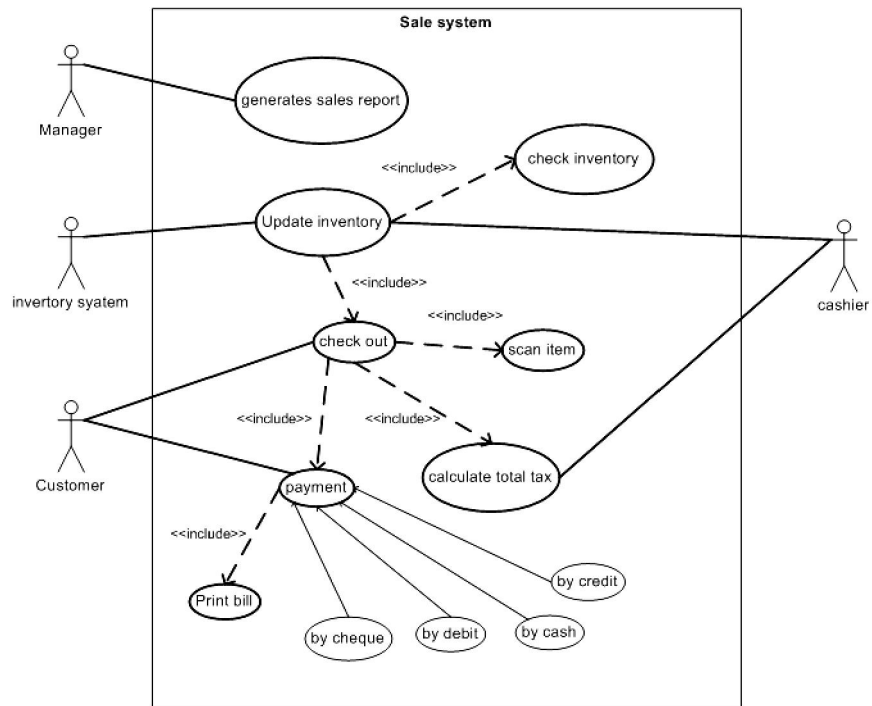 Sale system
generates sales report
Manager
<<include>>
check inventory
Update inventory
invertory syatem
cashier
<<include>>
<<include>>
check out
scan item
<<include>>
<<include>>
Customer
payment
calculate total tax
<<include>>
by credit
Print bill
by cheque
by debit
by cash